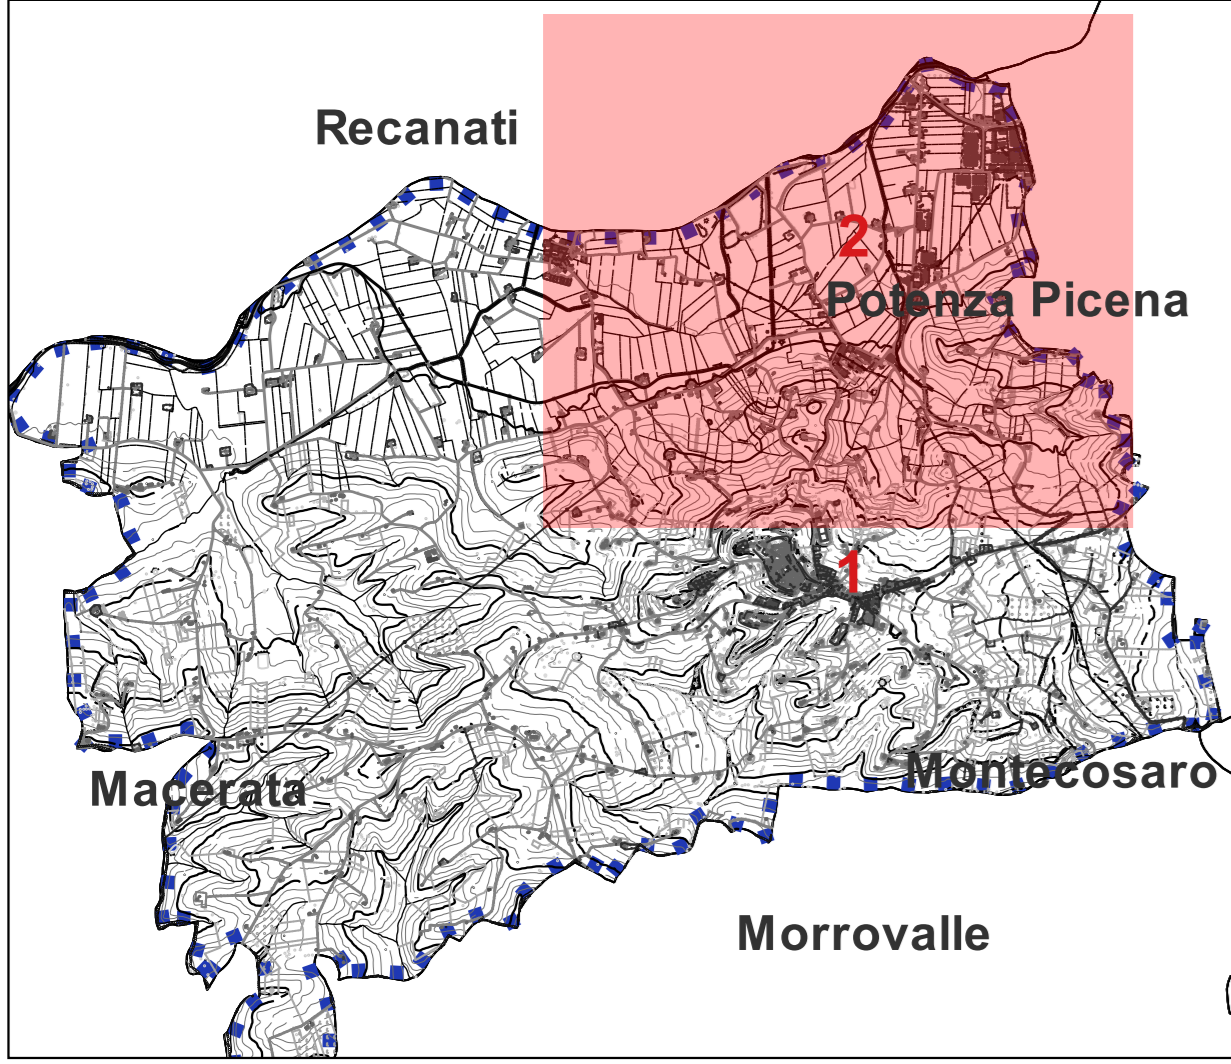 Recanati
2
Potenza Picena
1
Macerata
Montecosaro
Morrovalle